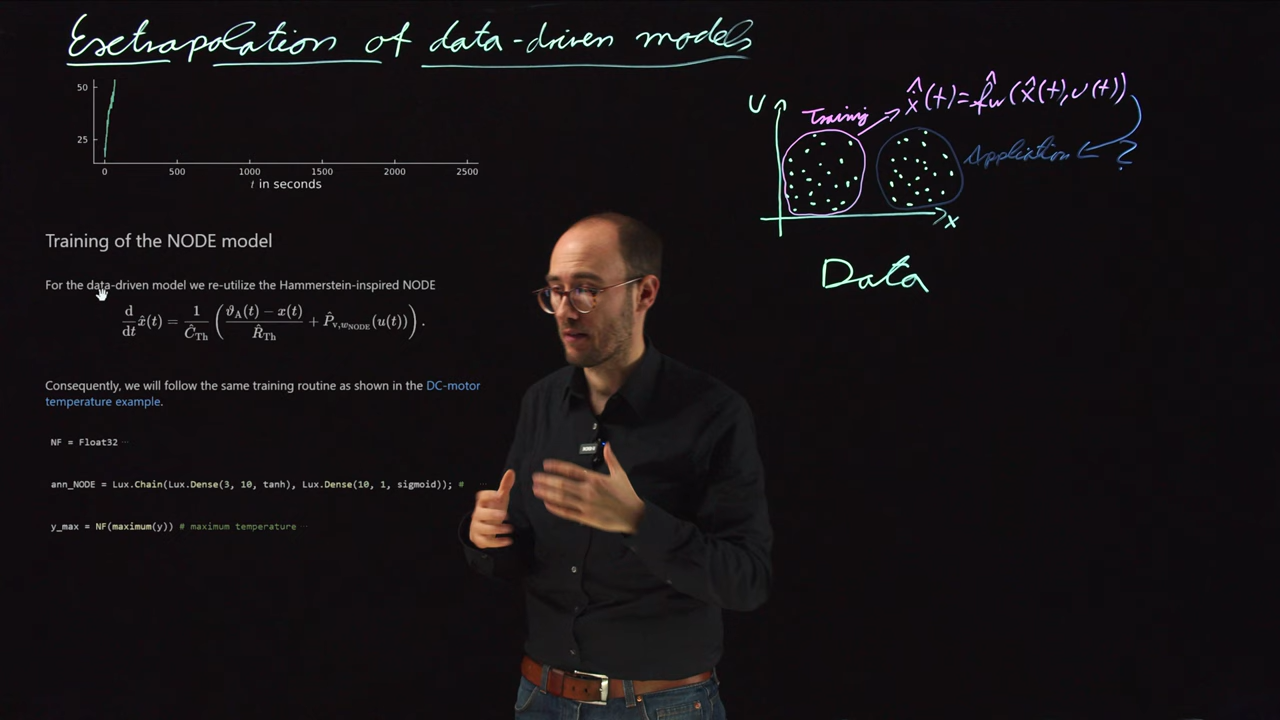 Exctrapolation of data-driven models
50
25
0 500 1000 1500 2000 2500
t in seconds
Training of the NODE model
For the data-driven model we re-utilize the Hammerstein-inspired NODE
d/dt x̂(t) = 1/Ĉ_Th ( (ϑ_A(t) − x(t))/R̂_Th + P̂_v,w_NODE(u(t)) ) .
Consequently, we will follow the same training routine as shown in the DC-motor
temperature example.
NF = Float32 ...
ann_NODE = Lux.Chain(Lux.Dense(3, 10, tanh), Lux.Dense(10, 1, sigmoid)); # ...
y_max = NF(maximum(y)) # maximum temperature ...
U
Training
x̂̇(t) = f̂w(x̂(t), u(t))
Application ?
x
Data